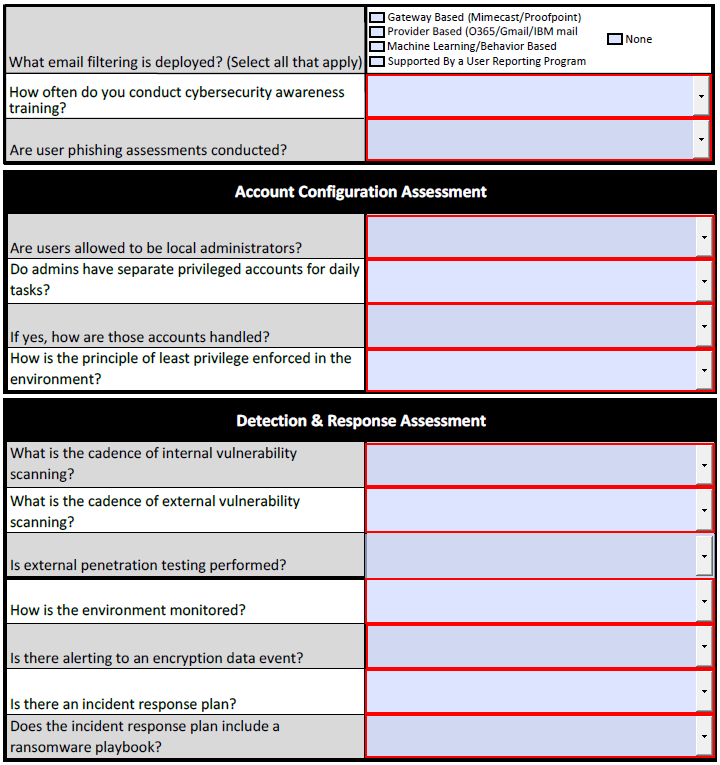 Gateway Based (Mimecast/Proofpoint)
Provider Based (O365/Gmail/IBM mail
Machine Learning/Behavior Based
Supported By a User Reporting Program
None
What email filtering is deployed? (Select all that apply)
How often do you conduct cybersecurity awareness
training?
Are user phishing assessments conducted?
Account Configuration Assessment
Are users allowed to be local administrators?
Do admins have separate privileged accounts for daily
tasks?
If yes, how are those accounts handled?
How is the principle of least privilege enforced in the
environment?
Detection & Response Assessment
What is the cadence of internal vulnerability
scanning?
What is the cadence of external vulnerability
scanning?
Is external penetration testing performed?
How is the environment monitored?
Is there alerting to an encryption data event?
Is there an incident response plan?
Does the incident response plan include a
ransomware playbook?